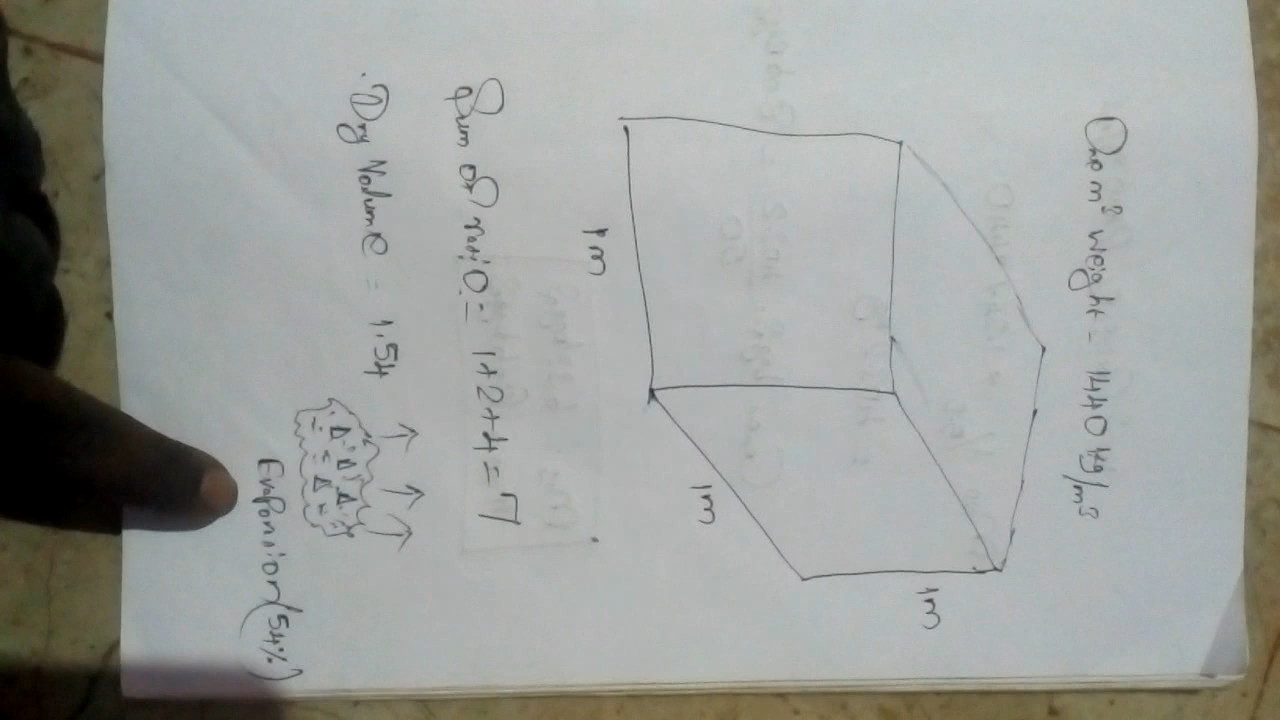 One m³ weight = 1440 kg/m³
1m
1m
1m
Sum of ratio = 1+2+4=7
Dry Volume = 1.54
Evaporation (54%)